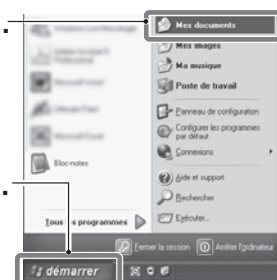 Mes documents
Mes images
Ma musique
Poste de travail
Panneau de configuration
Configurer les programmes
par défaut
Connexions
Bloc-notes
Aide et support
Rechercher
Tous les programmes
Exécuter...
Fermer la session
Arrêter l'ordinateur
démarrer